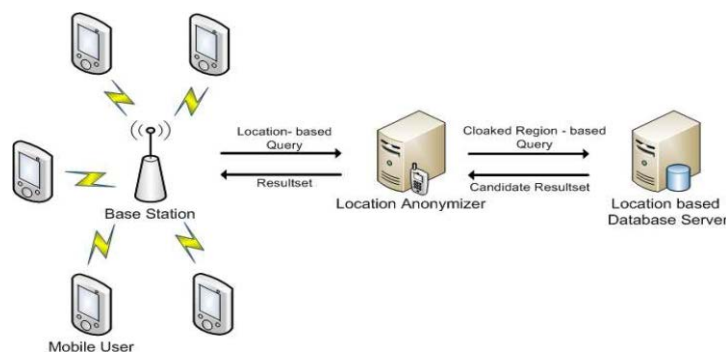 Location- based
Query
Resultset
Base Station
Mobile User
Location Anonymizer
Cloaked Region - based
Query
Candidate Resultset
Location based
Database Server